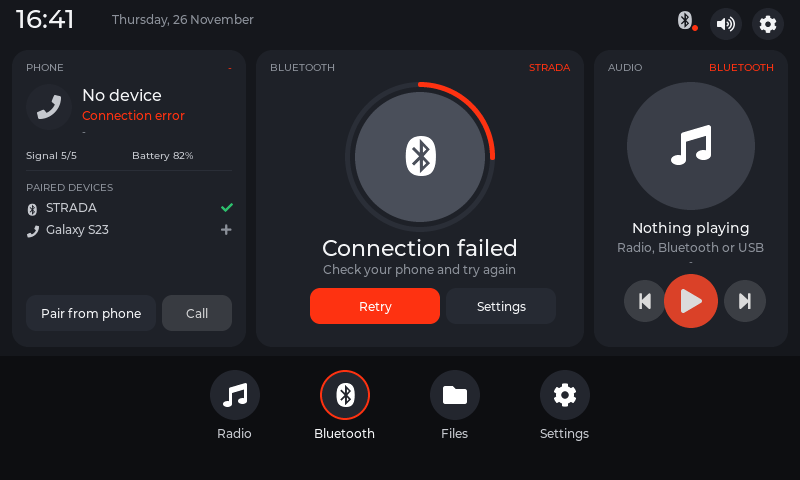 16:41
Thursday, 26 November
PHONE
-
No device
Connection error
-
Signal 5/5
Battery 82%
PAIRED DEVICES
STRADA
Galaxy S23
Pair from phone
Call
BLUETOOTH
STRADA
Connection failed
Check your phone and try again
Retry
Settings
AUDIO
BLUETOOTH
Nothing playing
Radio, Bluetooth or USB
-
Radio
Bluetooth
Files
Settings